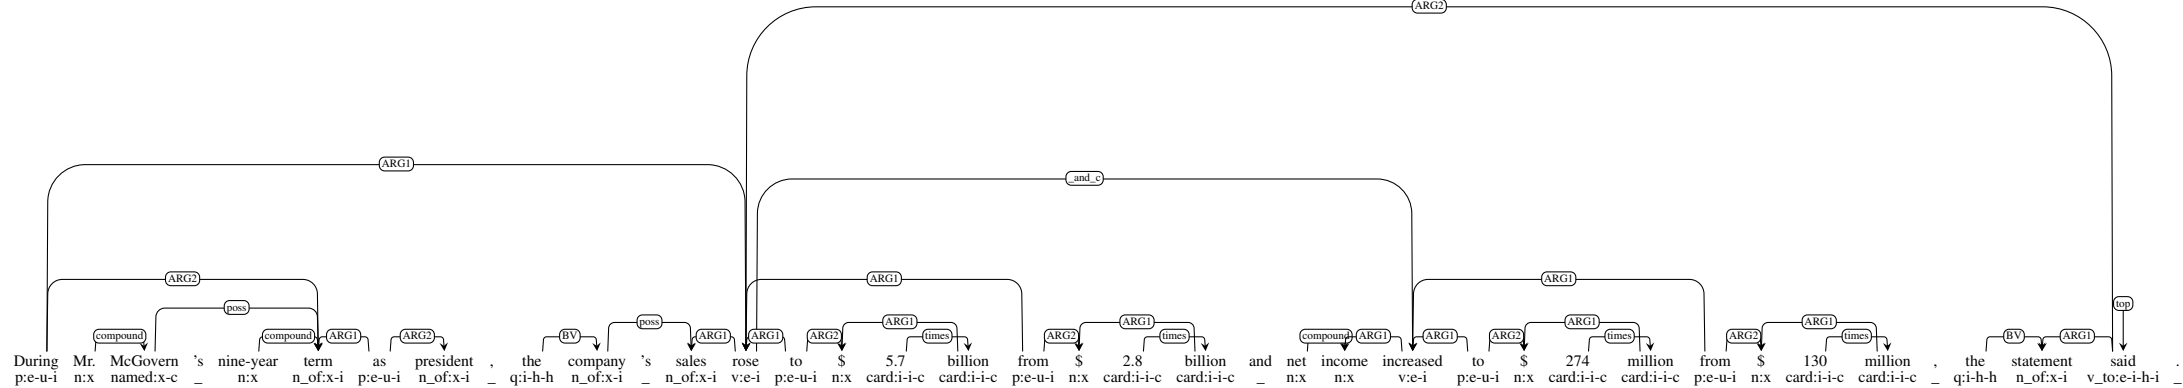 ARG2
ARG1
_and_c
ARG2 ARG1 ARG1
top
poss
poss ARG1 ARG1 ARG1 ARG1
compound compound ARG1 ARG2 BV ARG1 ARG1 ARG2 times ARG2 times compound ARG1 ARG1 ARG2 times ARG2 times BV ARG1
During Mr. McGovern 's nine-year term as president , the company 's sales rose to $ 5.7 billion from $ 2.8 billion and net income increased to $ 274 million from $ 130 million , the statement said
p:e-u-i n:x named:x-c _ n:x n_of:x-i p:e-u-i n_of:x-i _ q:i-h-h n_of:x-i _ n_of:x-i v:e-i p:e-u-i n:x card:i-i-c card:i-i-c p:e-u-i n:x card:i-i-c card:i-i-c _ n:x n:x v:e-i p:e-u-i n:x card:i-i-c card:i-i-c p:e-u-i n:x card:i-i-c card:i-i-c _ q:i-h-h n_of:x-i v_to:e-i-h-i